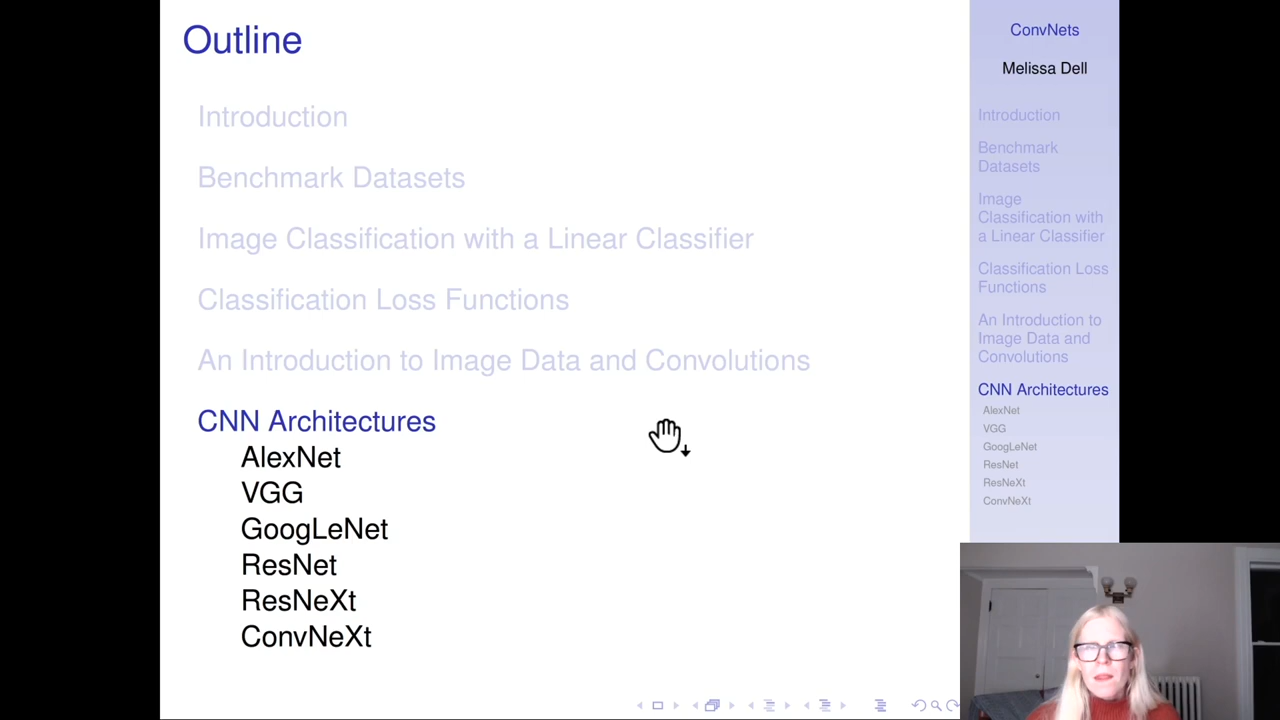 Outline
Introduction
Benchmark Datasets
Image Classification with a Linear Classifier
Classification Loss Functions
An Introduction to Image Data and Convolutions
CNN Architectures
AlexNet
VGG
GoogLeNet
ResNet
ResNeXt
ConvNeXt
ConvNets
Melissa Dell
Introduction
Benchmark
Datasets
Image
Classification with
a Linear Classifier
Classification Loss
Functions
An Introduction to
Image Data and
Convolutions
CNN Architectures
AlexNet
VGG
GoogLeNet
ResNet
ResNeXt
ConvNeXt